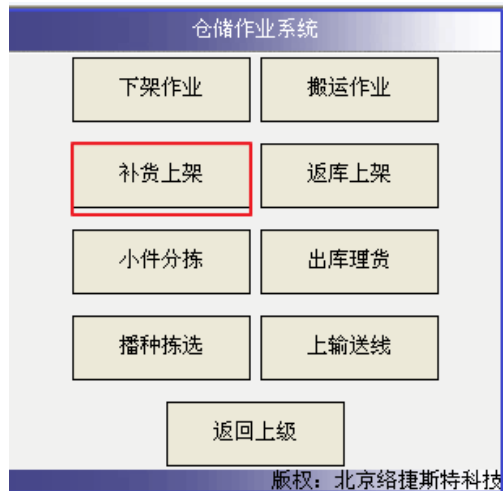 仓储作业系统
下架作业 搬运作业
补货上架 返库上架
小件分拣 出库理货
播种拣选 上输送线
返回上级
版权：北京络捷斯特科技